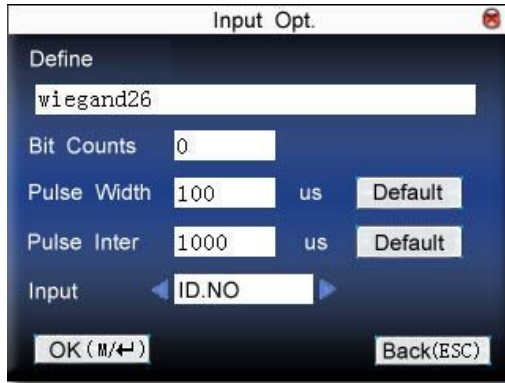 Input Opt.
Define
wiegand26
Bit Counts 0
Pulse Width 100 us Default
Pulse Inter 1000 us Default
Input ID.NO
OK(M/↵) Back(ESC)